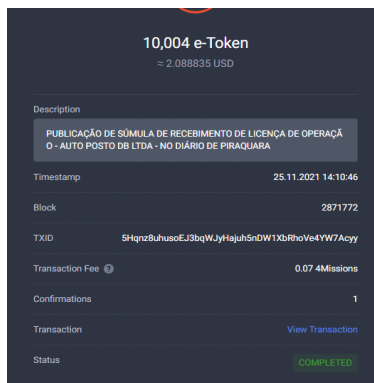 10,004 e-Token
≈ 2.088835 USD
Description
PUBLICAÇÃO DE SÚMULA DE RECEBIMENTO DE LICENÇA DE OPERAÇÃ
O - AUTO POSTO DB LTDA - NO DIÁRIO DE PIRAQUARA
Timestamp 25.11.2021 14:10:46
Block 2871772
TXID 5Hqnz8uhusoEJ3bqWJyHajuh5nDW1XbRhoVe4YW7Acyy
Transaction Fee ? 0.07 4Missions
Confirmations 1
Transaction View Transaction
Status COMPLETED